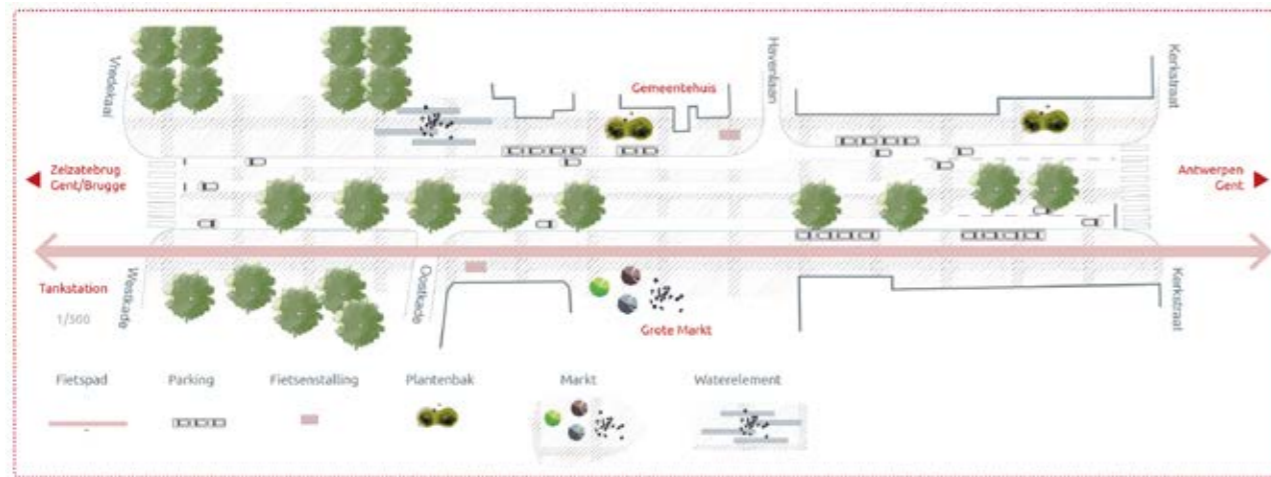 Vredekaai
Havenlaan
Kerkstraat
Gemeentehuis
Zelzatebrug
Gent/Brugge
Antwerpen
Gent
Tankstation
1/500
Westkade
Oostkade
Grote Markt
Kerkstraat
Fietspad
Parking
Fietsenstalling
Plantenbak
Markt
Waterelement